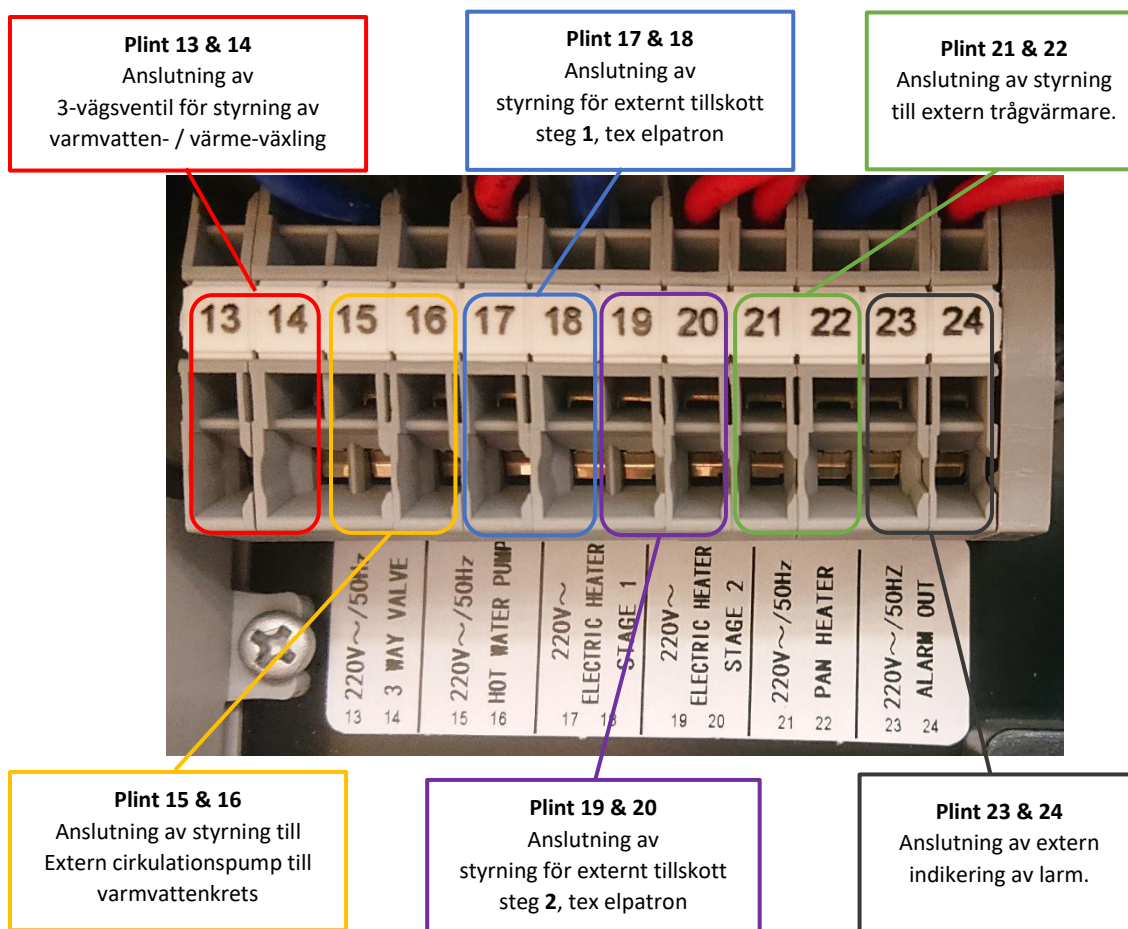 Plint 13 & 14
Anslutning av
3-vägsventil för styrning av
varmvatten- / värme-växling
Plint 17 & 18
Anslutning av
styrning för externt tillskott
steg 1, tex elpatron
Plint 21 & 22
Anslutning av styrning
till extern trågvärmare.
13 14 15 16 17 18 19 20 21 22 23 24
220V～/50Hz
3 WAY VALVE
13 14
220V～/50Hz
HOT WATER PUMP
15 16
220V～
ELECTRIC HEATER
STAGE 1
17 18
220V～
ELECTRIC HEATER
STAGE 2
19 20
220V～/50Hz
PAN HEATER
21 22
220V～/50HZ
ALARM OUT
23 24
Plint 15 & 16
Anslutning av styrning till
Extern cirkulationspump till
varmvattenkrets
Plint 19 & 20
Anslutning av
styrning för externt tillskott
steg 2, tex elpatron
Plint 23 & 24
Anslutning av extern
indikering av larm.